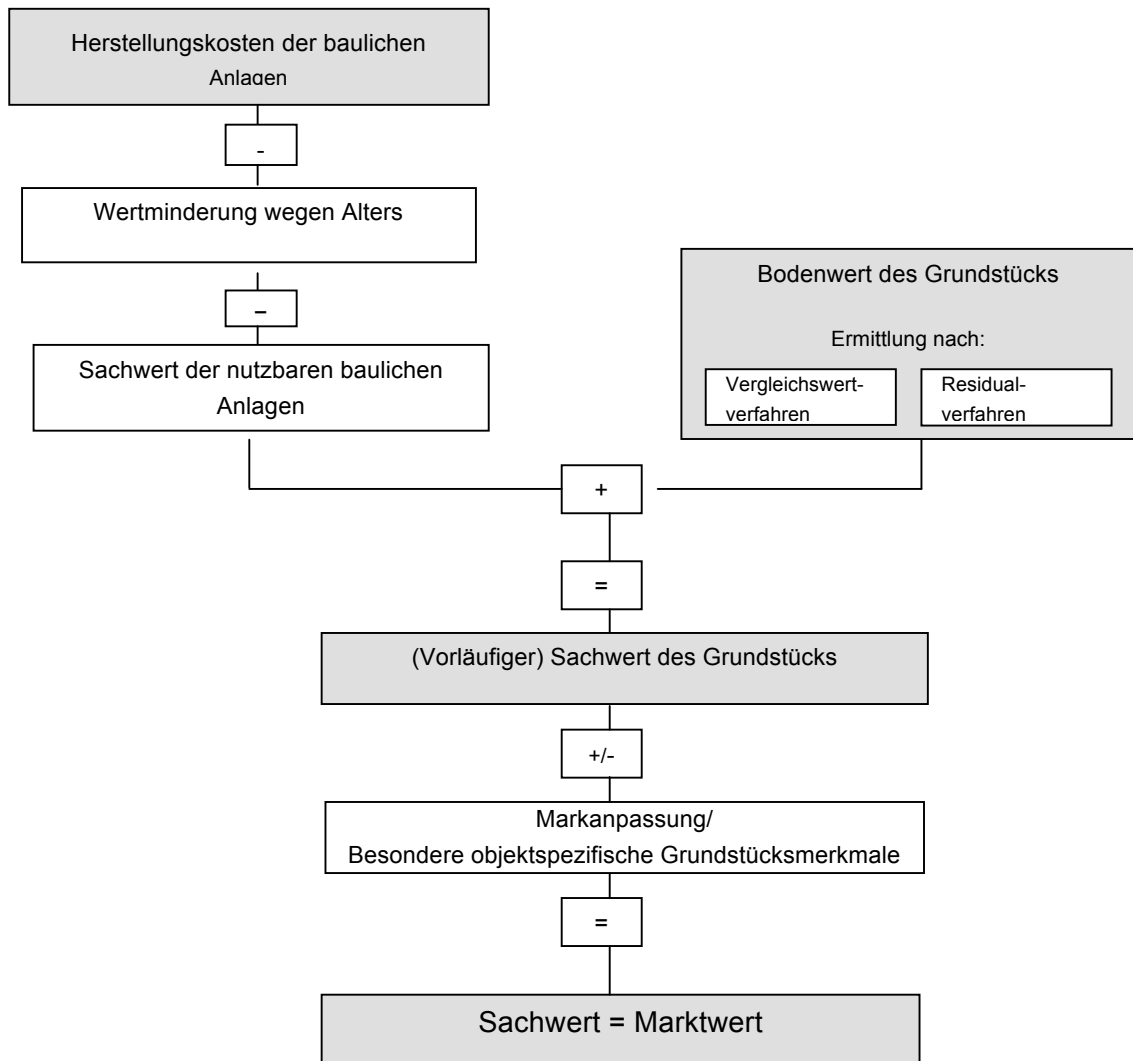 Herstellungskosten der baulichen
Anlagen
-
Wertminderung wegen Alters
–
Sachwert der nutzbaren baulichen
Anlagen
Bodenwert des Grundstücks
Ermittlung nach:
Vergleichswert-
verfahren
Residual-
verfahren
+
=
(Vorläufiger) Sachwert des Grundstücks
+/-
Markanpassung/
Besondere objektspezifische Grundstücksmerkmale
=
Sachwert = Marktwert